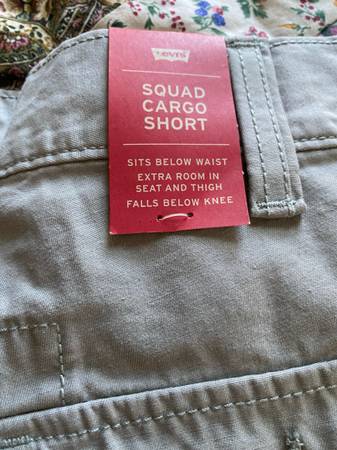 Levi's
SQUAD
CARGO
SHORT
SITS BELOW WAIST
EXTRA ROOM IN
SEAT AND THIGH
FALLS BELOW KNEE